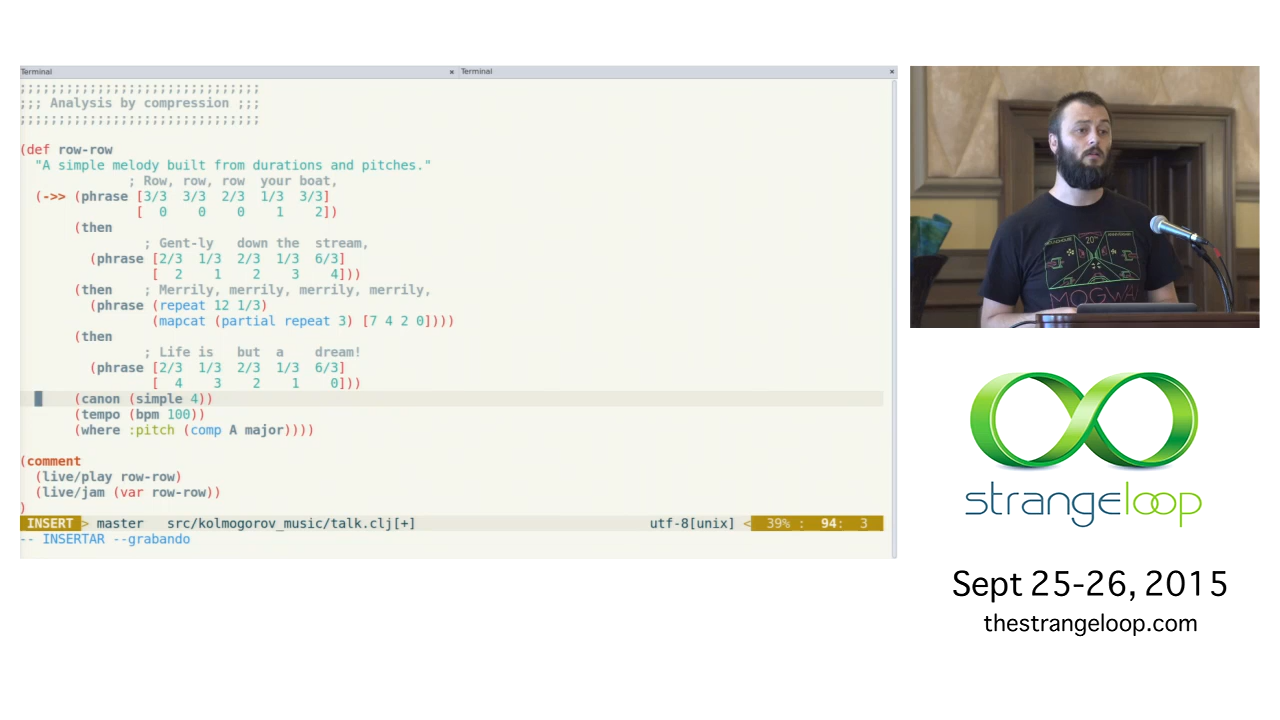 Terminal × Terminal ×
;;;;;;;;;;;;;;;;;;;;;;;;;;;;;;;
;;; Analysis by compression ;;;
;;;;;;;;;;;;;;;;;;;;;;;;;;;;;;;
(def row-row
"A simple melody built from durations and pitches."
; Row, row, row your boat,
(->> (phrase [3/3 3/3 2/3 1/3 3/3]
[ 0 0 0 1 2])
(then
; Gent-ly down the stream,
(phrase [2/3 1/3 2/3 1/3 6/3]
[ 2 1 2 3 4]))
(then ; Merrily, merrily, merrily, merrily,
(phrase (repeat 12 1/3)
(mapcat (partial repeat 3) [7 4 2 0])))
(then
; Life is but a dream!
(phrase [2/3 1/3 2/3 1/3 6/3]
[ 4 3 2 1 0]))
(canon (simple 4))
(tempo (bpm 100))
(where :pitch (comp A major))))
(comment
(live/play row-row)
(live/jam (var row-row))
)
INSERT > master src/kolmogorov_music/talk.clj[+] utf-8[unix] < 39% : 94: 3
-- INSERTAR --grabando
20"
MOGWAI
strangeloop
Sept 25-26, 2015
thestrangeloop.com